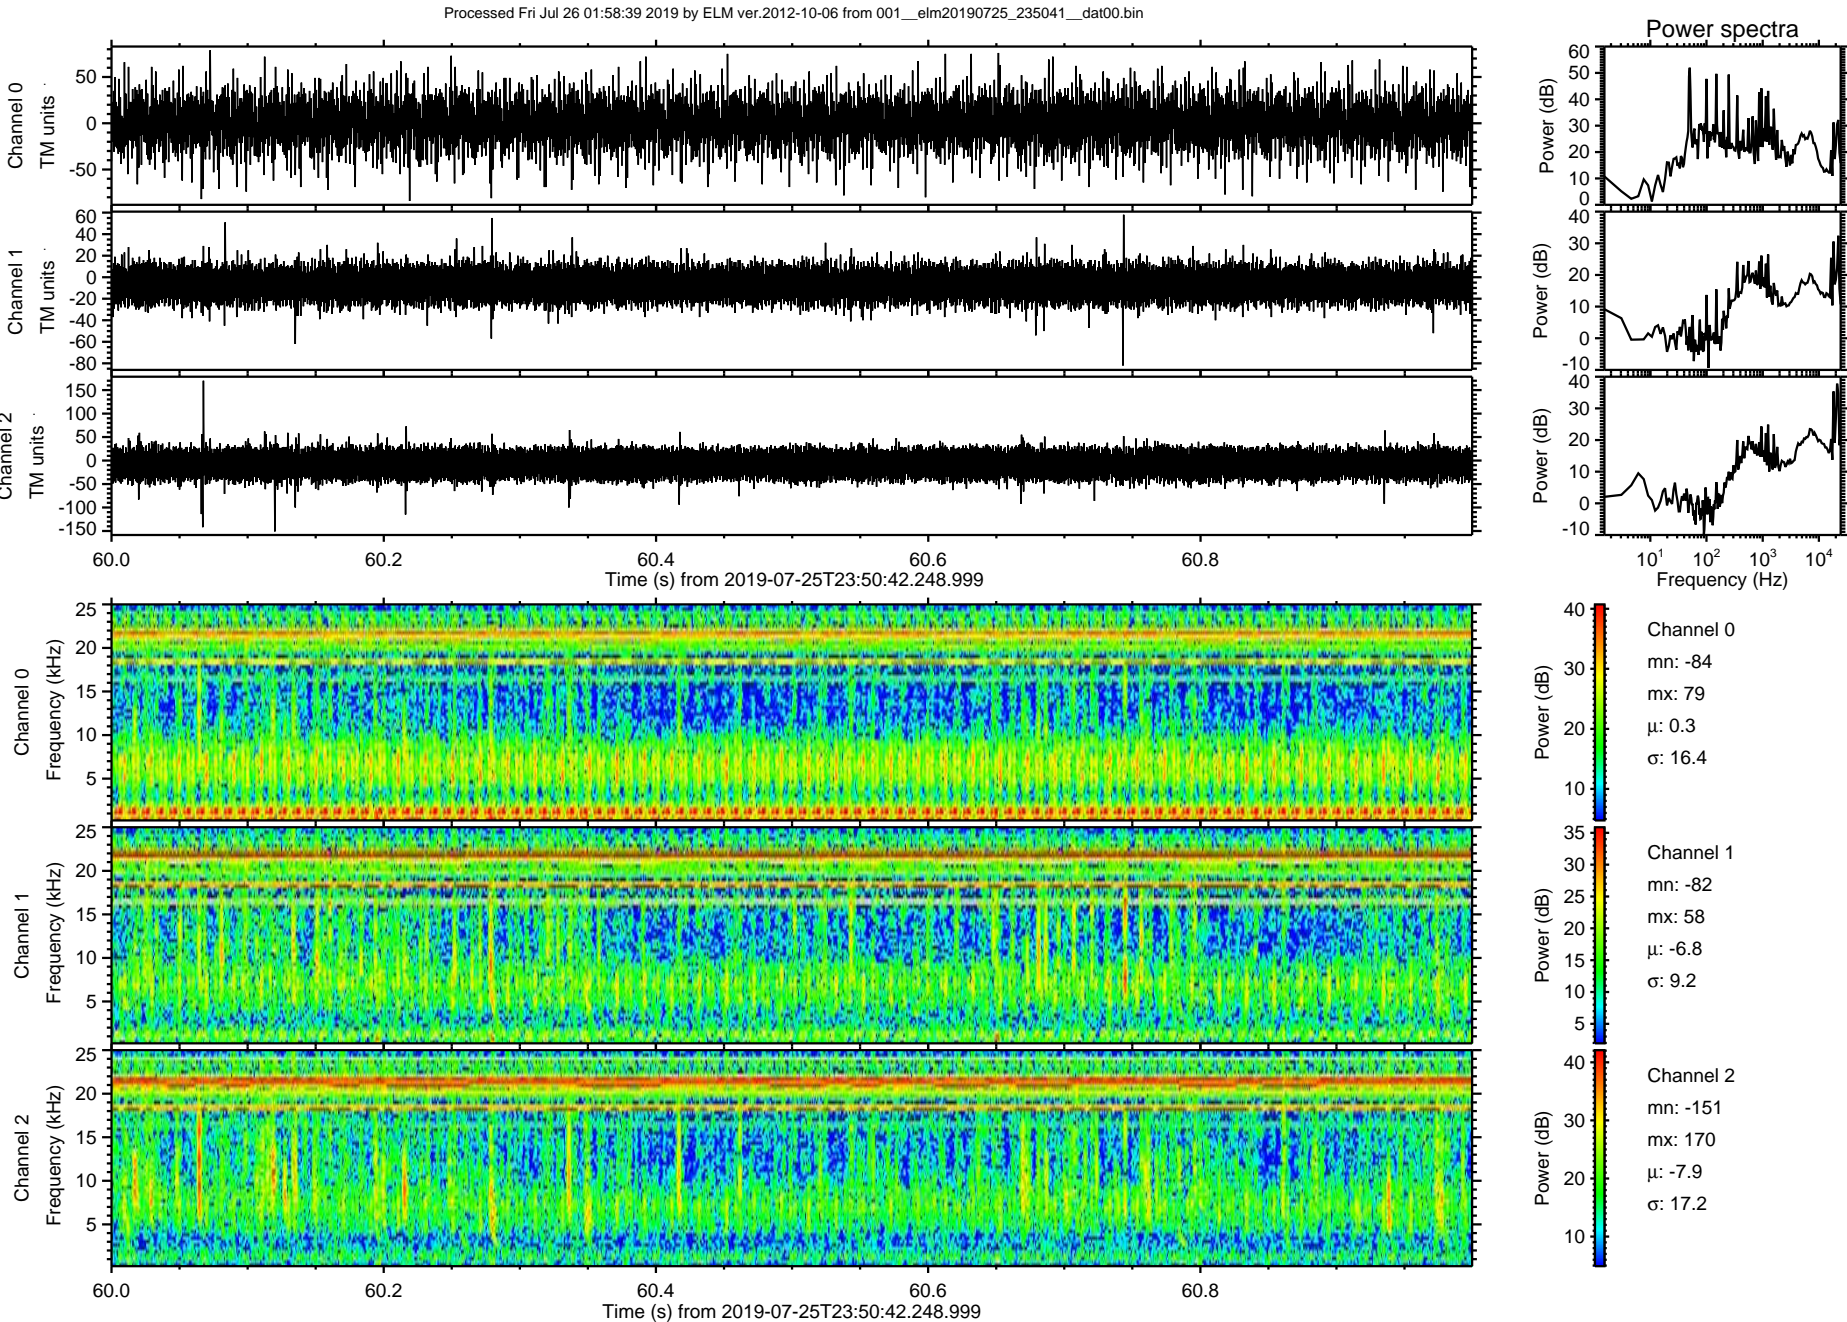 Processed Fri Jul 26 01:58:39 2019 by ELM ver.2012-10-06 from 001__elm20190725_235041__dat00.bin
Power spectra
Channel 0
TM units
50
0
-50
Power (dB)
60
50
40
30
20
10
0
Channel 1
TM units
60
40
20
0
-20
-40
-60
-80
Power (dB)
40
30
20
10
0
-10
Channel 2
TM units
150
100
50
0
-50
-100
-150
Power (dB)
40
30
20
10
0
-10
60.0 60.2 60.4 60.6 60.8
Time (s) from 2019-07-25T23:50:42.248.999
10¹ 10² 10³ 10⁴
Frequency (Hz)
Channel 0
Frequency (kHz)
25
20
15
10
5
Power (dB)
40
30
20
10
Channel 0
mn: -84
mx: 79
μ: 0.3
σ: 16.4
Channel 1
Frequency (kHz)
25
20
15
10
5
Power (dB)
35
30
25
20
15
10
5
Channel 1
mn: -82
mx: 58
μ: -6.8
σ: 9.2
Channel 2
Frequency (kHz)
25
20
15
10
5
Power (dB)
40
30
20
10
Channel 2
mn: -151
mx: 170
μ: -7.9
σ: 17.2
60.0 60.2 60.4 60.6 60.8
Time (s) from 2019-07-25T23:50:42.248.999